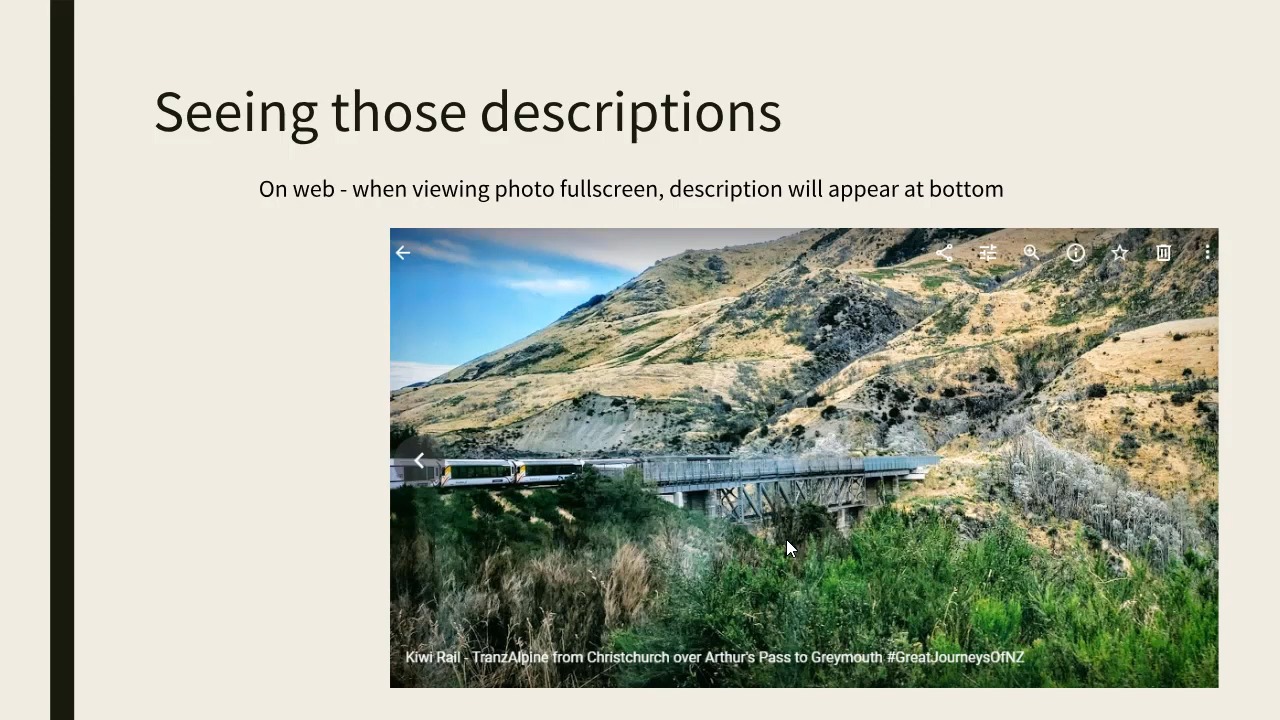 Seeing those descriptions
On web - when viewing photo fullscreen, description will appear at bottom
Kiwi Rail - TranzAlpine from Christchurch over Arthur's Pass to Greymouth #GreatJourneysOfNZ